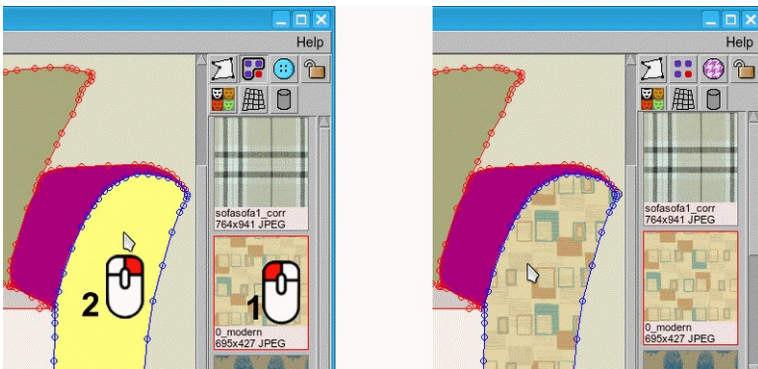 Help
sofasofa1_corr
764x941 JPEG
2
1
0_modern
695x427 JPEG
Help
sofasofa1_corr
764x941 JPEG
0_modern
695x427 JPEG